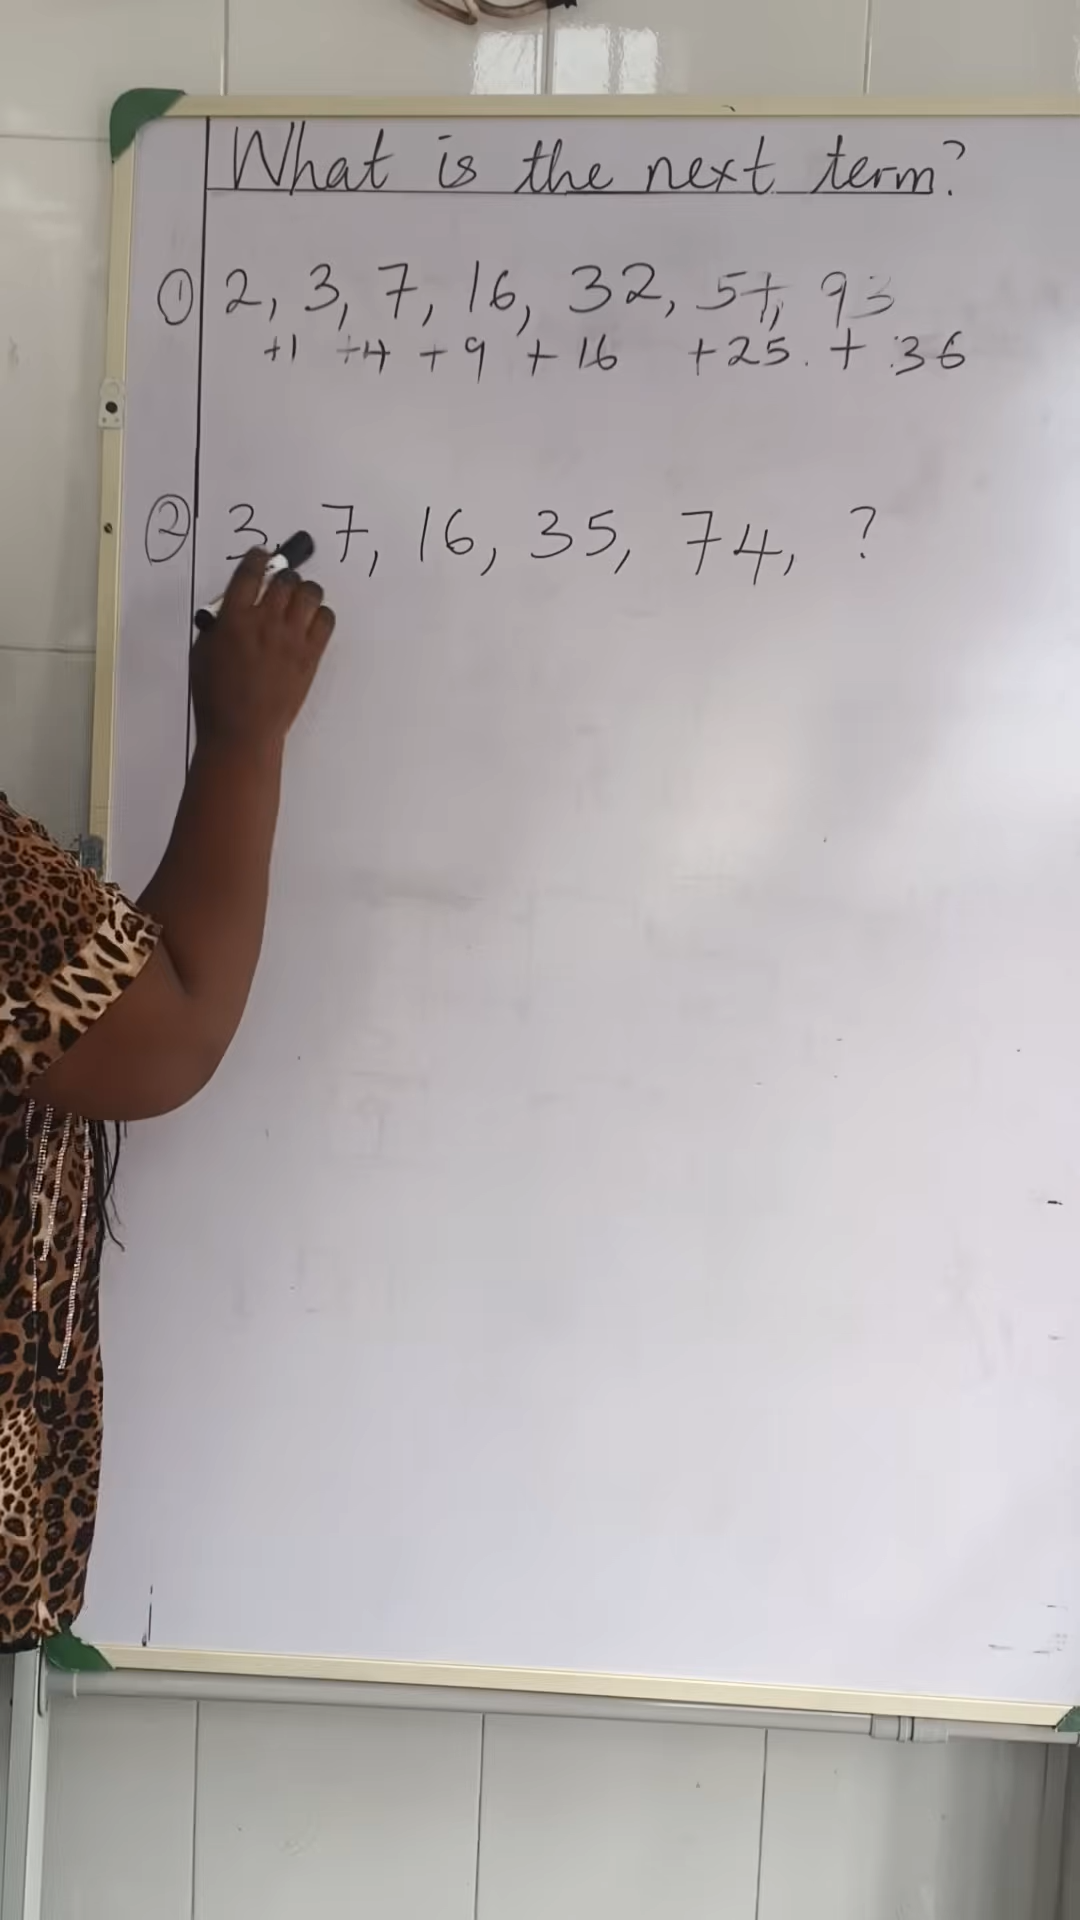 What is the next term?
① 2, 3, 7, 16, 32, 57, 93
+1 +4 +9 +16 +25. + 36
② 3, 7, 16, 35, 74, ?